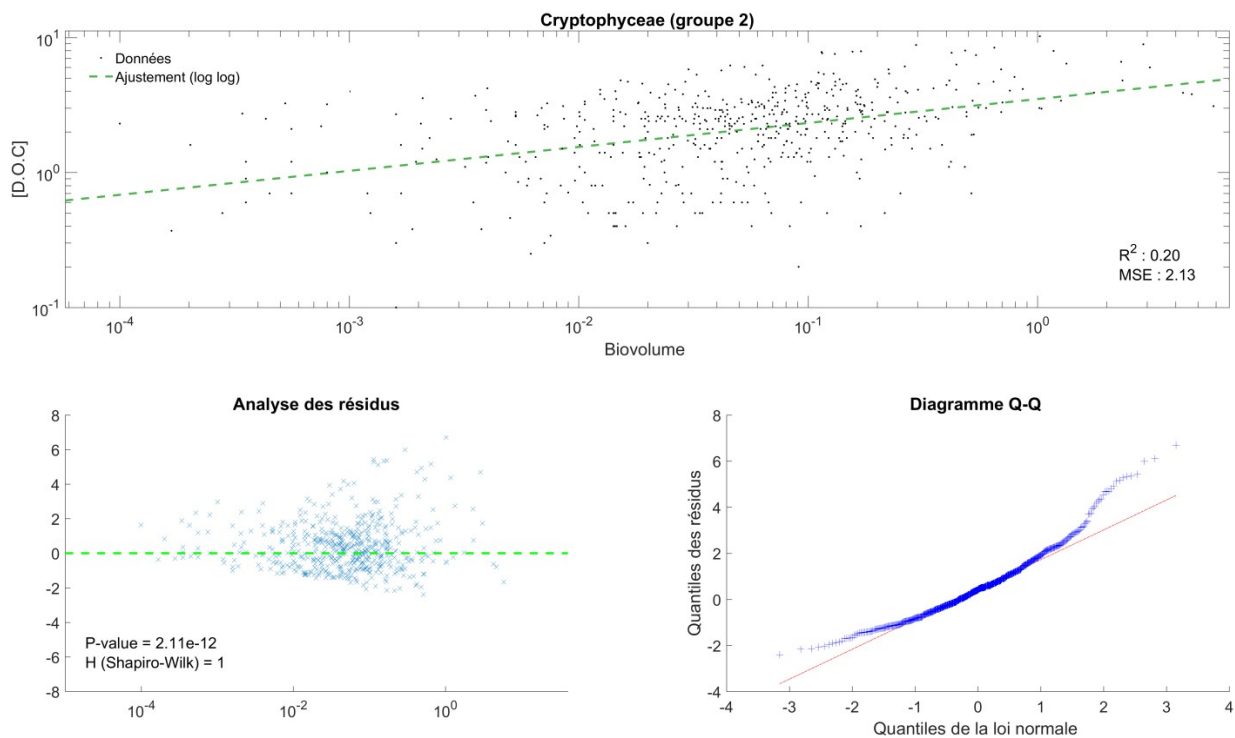 Cryptophyceae (groupe 2)
10^1
10^0
10^-1
[D.O.C]
Données
Ajustement (log log)
R^2 : 0.20
MSE : 2.13
10^-4 10^-3 10^-2 10^-1 10^0
Biovolume
Analyse des résidus
8
6
4
2
0
-2
-4
-6
-8
P-value = 2.11e-12
H (Shapiro-Wilk) = 1
10^-4 10^-2 10^0
Diagramme Q-Q
Quantiles des résidus
8
6
4
2
0
-2
-4
-4 -3 -2 -1 0 1 2 3 4
Quantiles de la loi normale